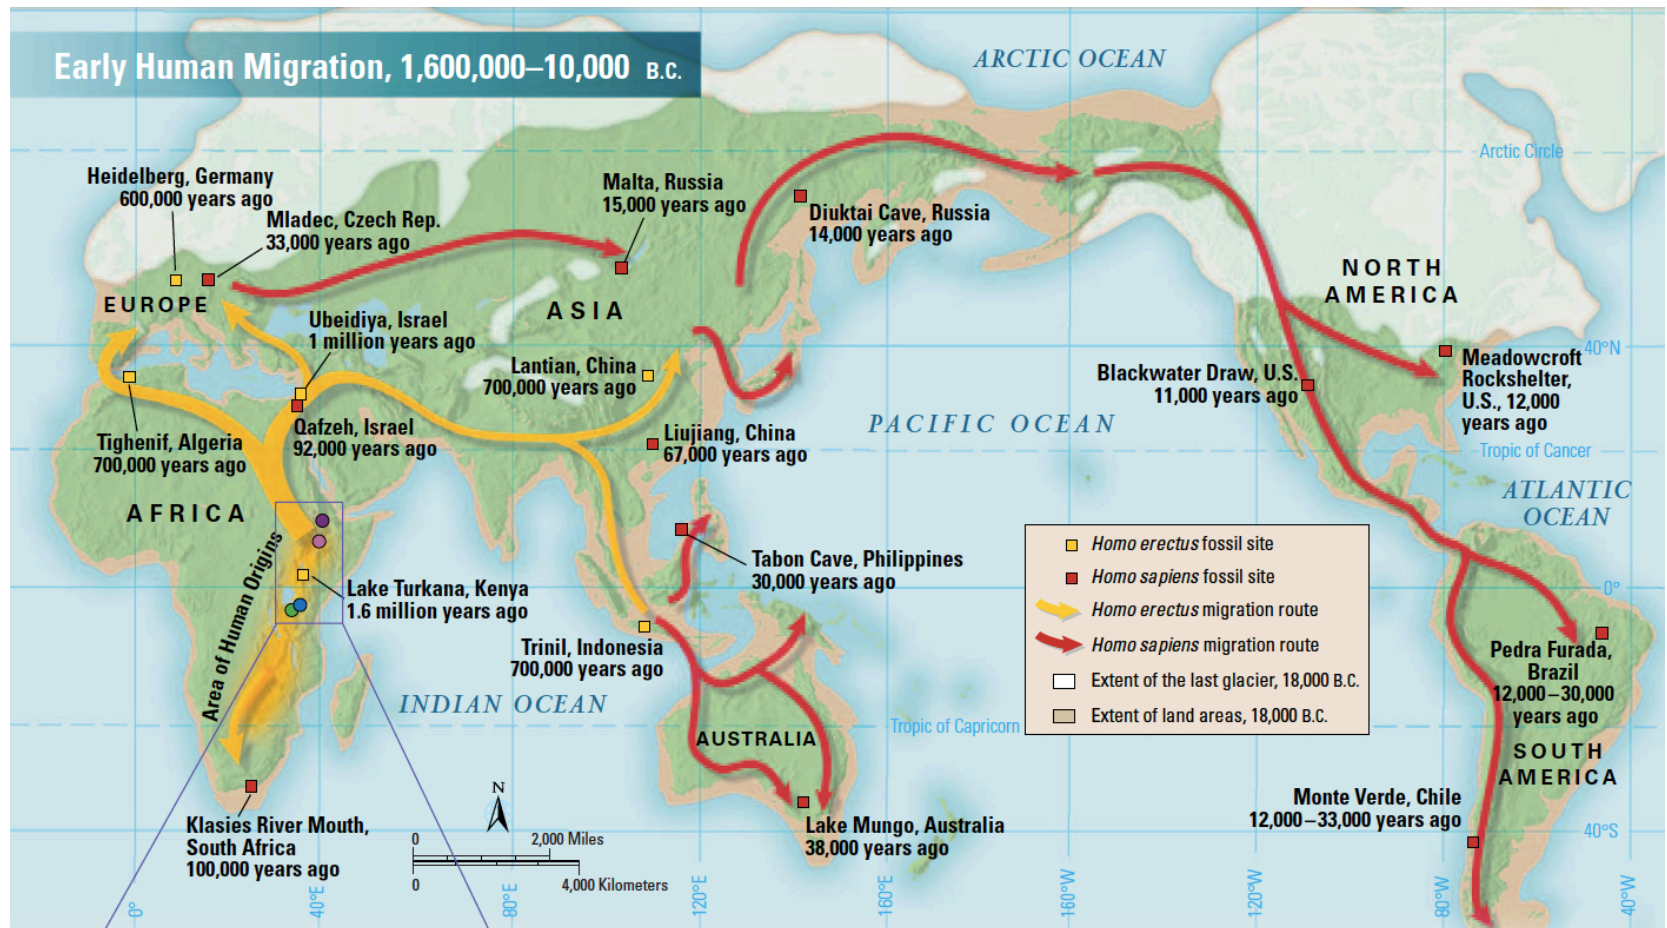 Early Human Migration, 1,600,000–10,000 B.C.
ARCTIC OCEAN
Arctic Circle
Heidelberg, Germany
600,000 years ago
Mladec, Czech Rep.
33,000 years ago
Malta, Russia
15,000 years ago
Diuktai Cave, Russia
14,000 years ago
NORTH
AMERICA
EUROPE
ASIA
Ubeidiya, Israel
1 million years ago
Lantian, China
700,000 years ago
40°N
Meadowcroft
Rockshelter,
U.S., 12,000
years ago
Blackwater Draw, U.S.
11,000 years ago
PACIFIC OCEAN
Tighenif, Algeria
700,000 years ago
Qafzeh, Israel
92,000 years ago
Liujiang, China
67,000 years ago
Tropic of Cancer
ATLANTIC
OCEAN
AFRICA
Area of Human Origins
Lake Turkana, Kenya
1.6 million years ago
Tabon Cave, Philippines
30,000 years ago
Homo erectus fossil site
Homo sapiens fossil site
Homo erectus migration route
Homo sapiens migration route
Extent of the last glacier, 18,000 B.C.
Extent of land areas, 18,000 B.C.
0°
Trinil, Indonesia
700,000 years ago
Pedra Furada,
Brazil
12,000–30,000
years ago
INDIAN OCEAN
Tropic of Capricorn
AUSTRALIA
SOUTH
AMERICA
Monte Verde, Chile
12,000–33,000 years ago
40°S
Klasies River Mouth,
South Africa
100,000 years ago
Lake Mungo, Australia
38,000 years ago
N
0 2,000 Miles
0 4,000 Kilometers
0°
40°E
80°E
120°E
160°E
160°W
120°W
80°W
40°W